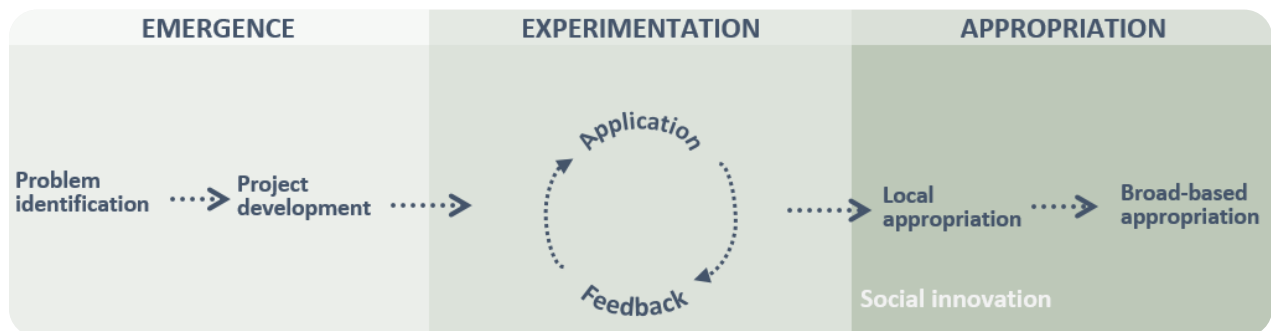 EMERGENCE
EXPERIMENTATION
APPROPRIATION
Problem
identification
Project
development
Application
Feedback
Local
appropriation
Broad-based
appropriation
Social innovation